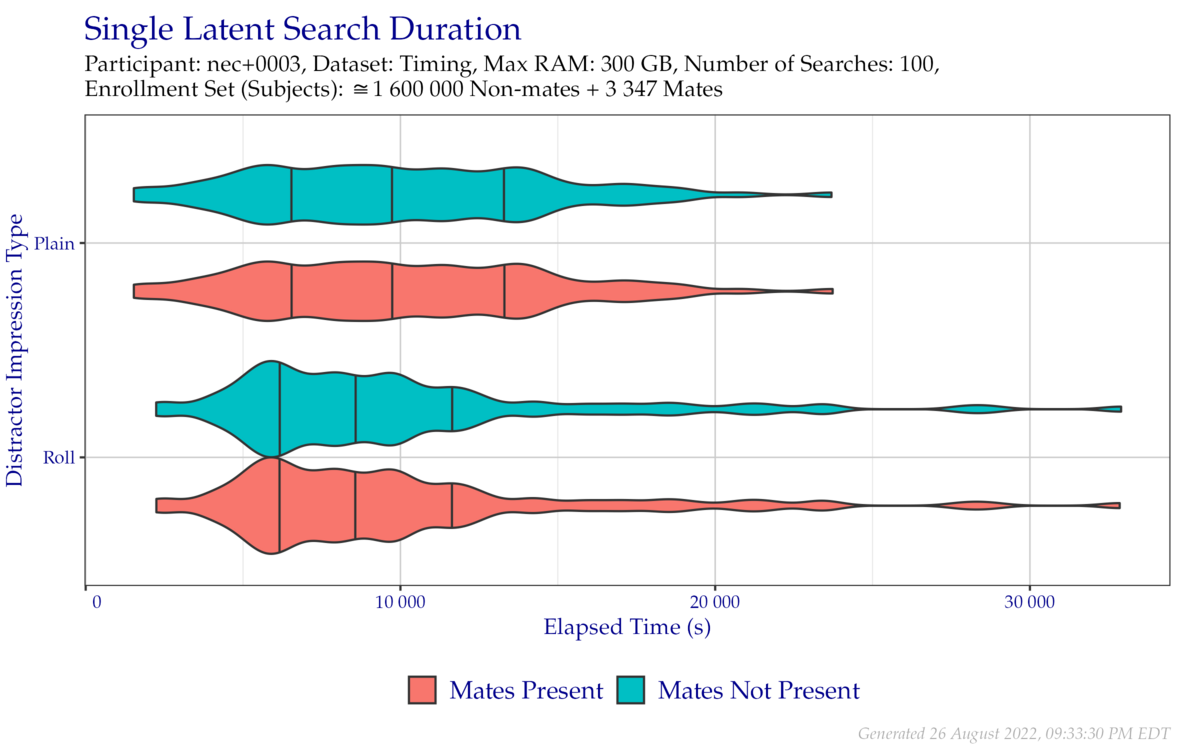 Single Latent Search Duration
Participant: nec+0003, Dataset: Timing, Max RAM: 300 GB, Number of Searches: 100,
Enrollment Set (Subjects): ≅ 1 600 000 Non-mates + 3 347 Mates
Distractor Impression Type
Plain
Roll
0 10 000 20 000 30 000
Elapsed Time (s)
Mates Present Mates Not Present
Generated 26 August 2022, 09:33:30 PM EDT